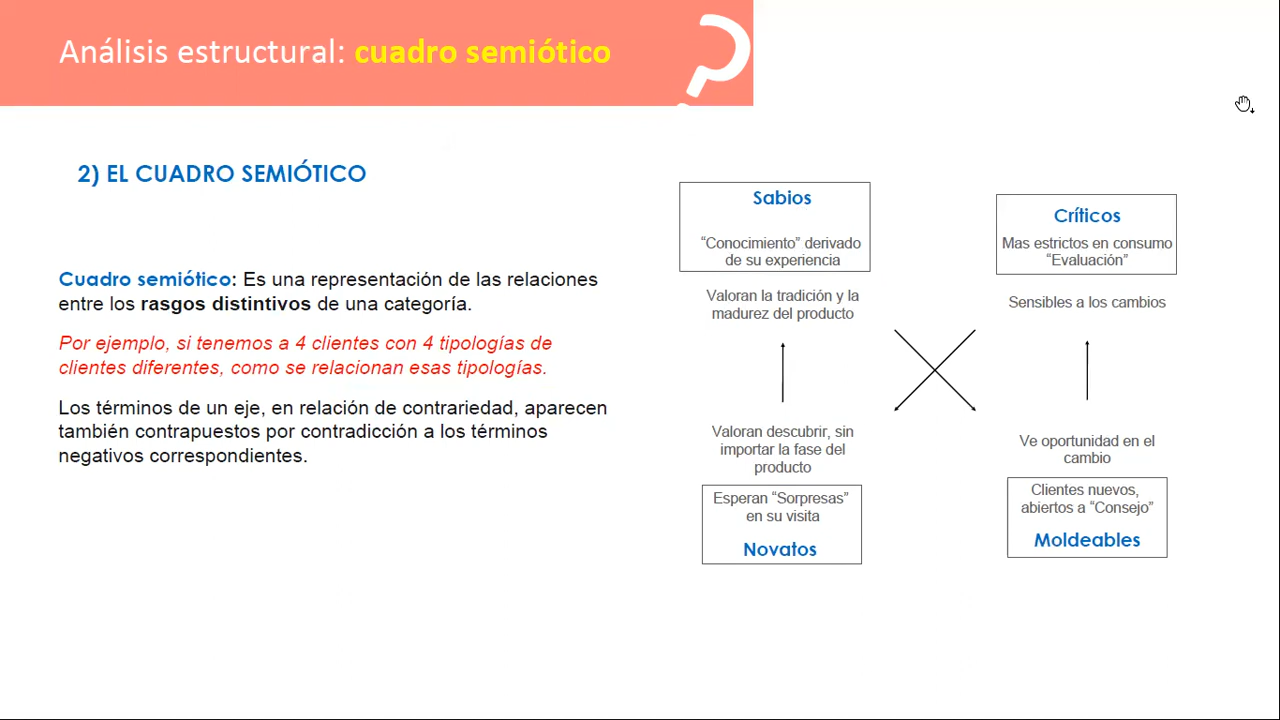 Análisis estructural: cuadro semiótico
2) EL CUADRO SEMIÓTICO
Cuadro semiótico: Es una representación de las relaciones
entre los rasgos distintivos de una categoría.
Por ejemplo, si tenemos a 4 clientes con 4 tipologías de
clientes diferentes, como se relacionan esas tipologías.
Los términos de un eje, en relación de contrariedad, aparecen
también contrapuestos por contradicción a los términos
negativos correspondientes.
Sabios
“Conocimiento” derivado
de su experiencia
Valoran la tradición y la
madurez del producto
Críticos
Mas estrictos en consumo
“Evaluación”
Sensibles a los cambios
Valoran descubrir, sin
importar la fase del
producto
Esperan “Sorpresas”
en su visita
Novatos
Ve oportunidad en el
cambio
Clientes nuevos,
abiertos a “Consejo”
Moldeables